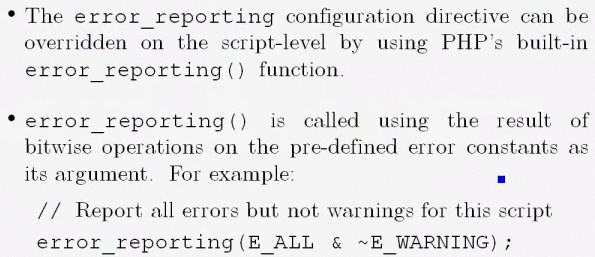 • The error_reporting configuration directive can be
overridden on the script-level by using PHP's built-in
error_reporting() function.
• error_reporting() is called using the result of
bitwise operations on the pre-defined error constants as
its argument. For example:
// Report all errors but not warnings for this script
error_reporting(E_ALL & ~E_WARNING);